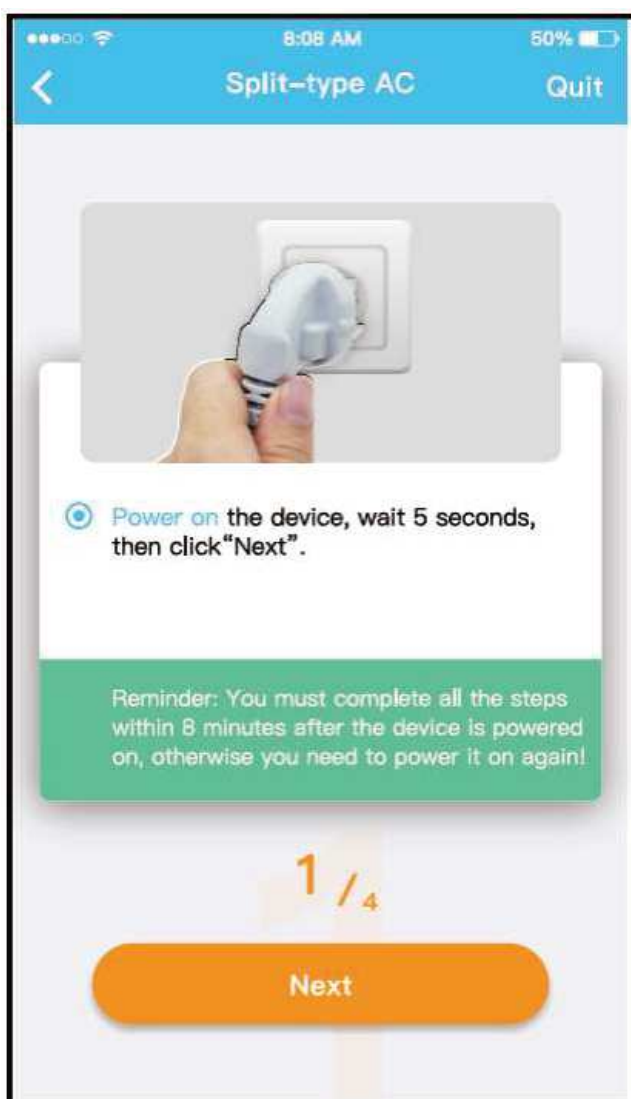 8:08 AM
50%
Split-type AC
Quit
Power on the device, wait 5 seconds,
then click“Next”.
Reminder: You must complete all the steps
within 8 minutes after the device is powered
on, otherwise you need to power it on again!
1 / 4
Next